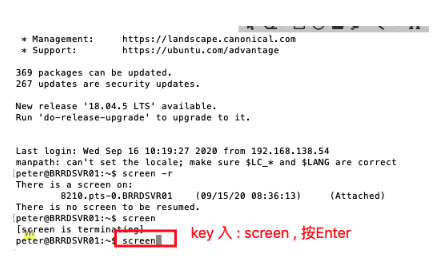 * Management:     https://landscape.canonical.com
* Support:        https://ubuntu.com/advantage
369 packages can be updated.
267 updates are security updates.
New release '18.04.5 LTS' available.
Run 'do-release-upgrade' to upgrade to it.
Last login: Wed Sep 16 10:19:27 2020 from 192.168.138.54
manpath: can't set the locale; make sure $LC_* and $LANG are correct
[peter@BRRDSVR01:~$ screen -r
There is a screen on:
        8210.pts-0.BRRDSVR01    (09/15/20 08:36:13)     (Attached)
There is no screen to be resumed.
[peter@BRRDSVR01:~$ screen
[screen is terminating]
peter@BRRDSVR01:~$ screen
key 入 : screen , 按Enter